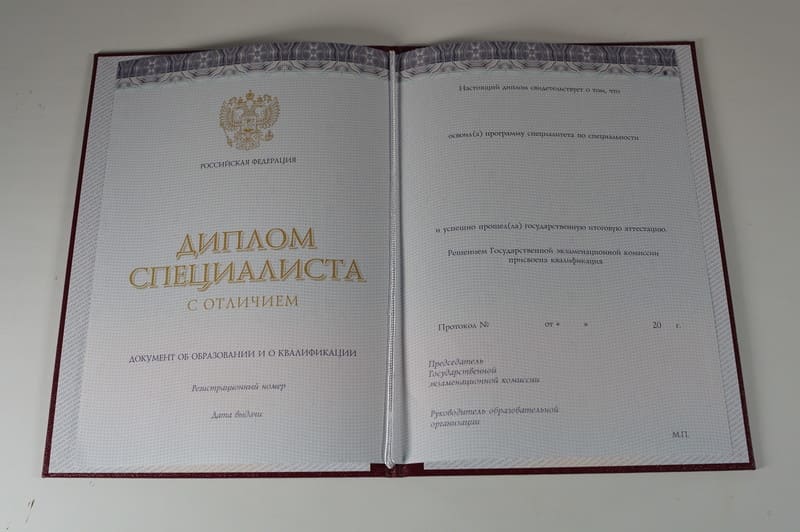 РОССИЙСКАЯ ФЕДЕРАЦИЯ
ДИПЛОМ
СПЕЦИАЛИСТА
С ОТЛИЧИЕМ
ДОКУМЕНТ ОБ ОБРАЗОВАНИИ И О КВАЛИФИКАЦИИ
Регистрационный номер
Дата выдачи
Настоящий диплом свидетельствует о том, что
освоил(а) программу специалитета по специальности
и успешно прошел(ла) государственную итоговую аттестацию.
Решением Государственной экзаменационной комиссии
присвоена квалификация
Протокол № от « » 20 г.
Председатель
Государственной
экзаменационной комиссии
Руководитель образовательной
организации
М.П.